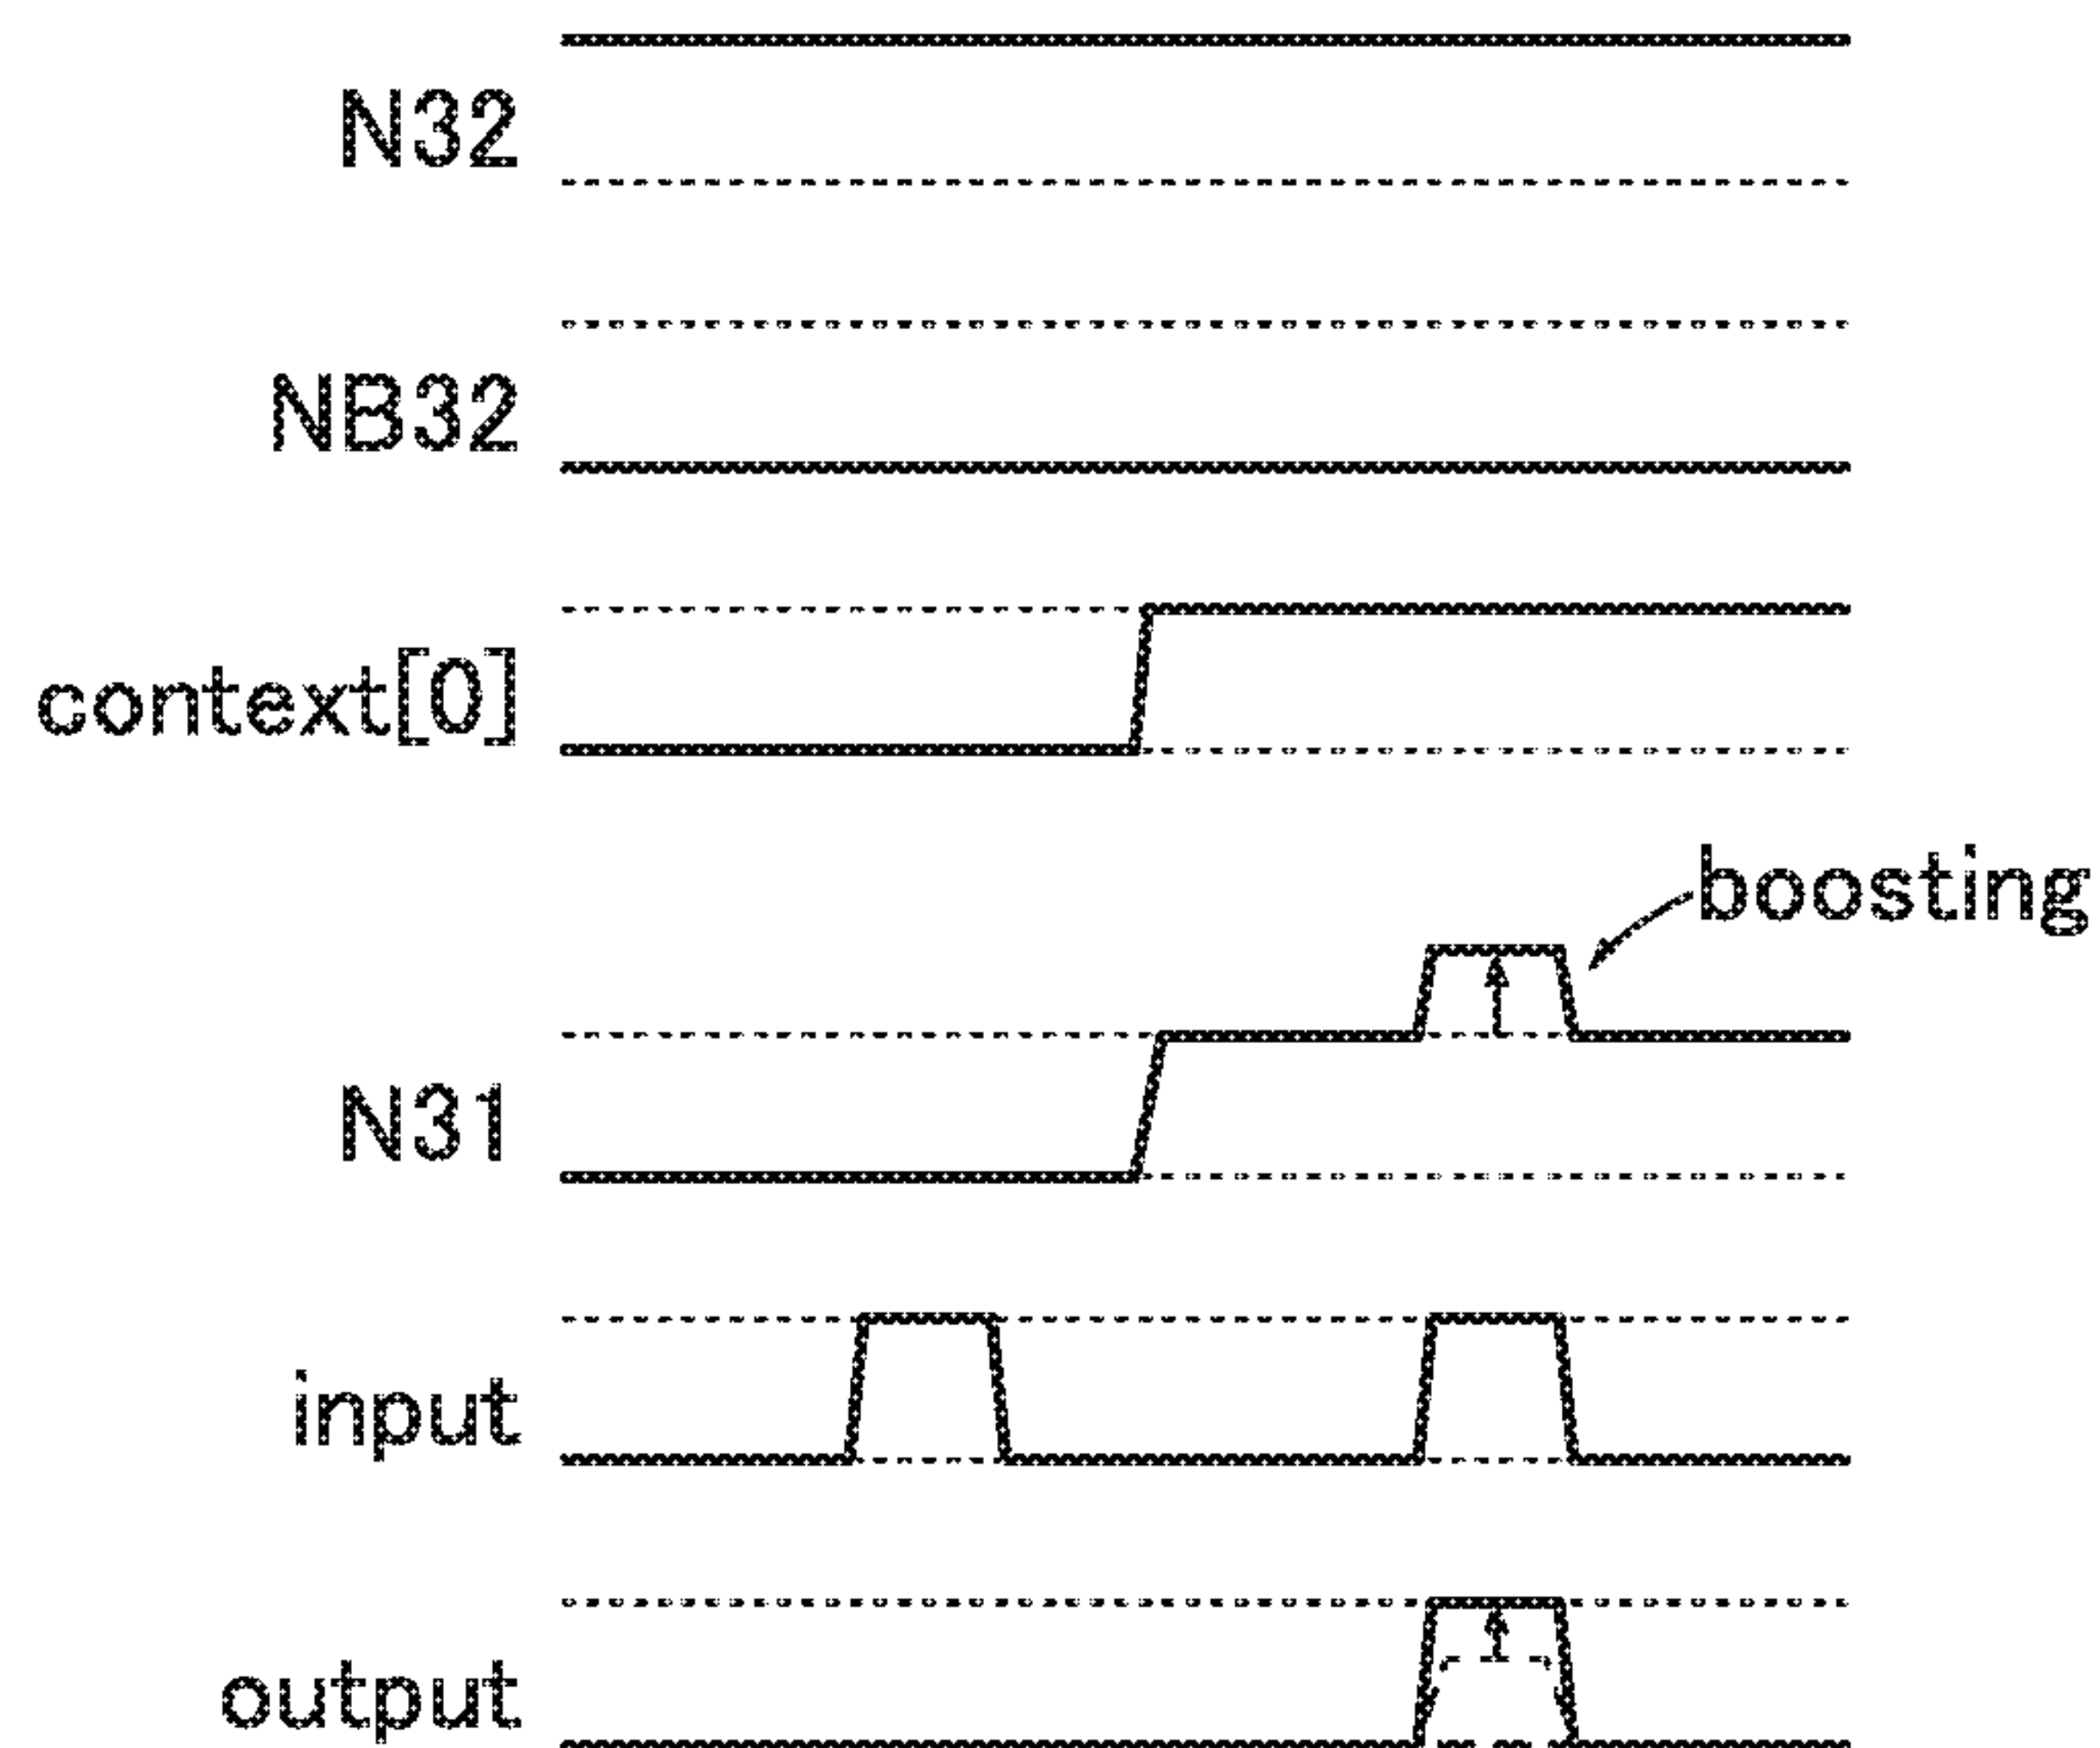 N32
NB32
context[0]
boosting
N31
input
output